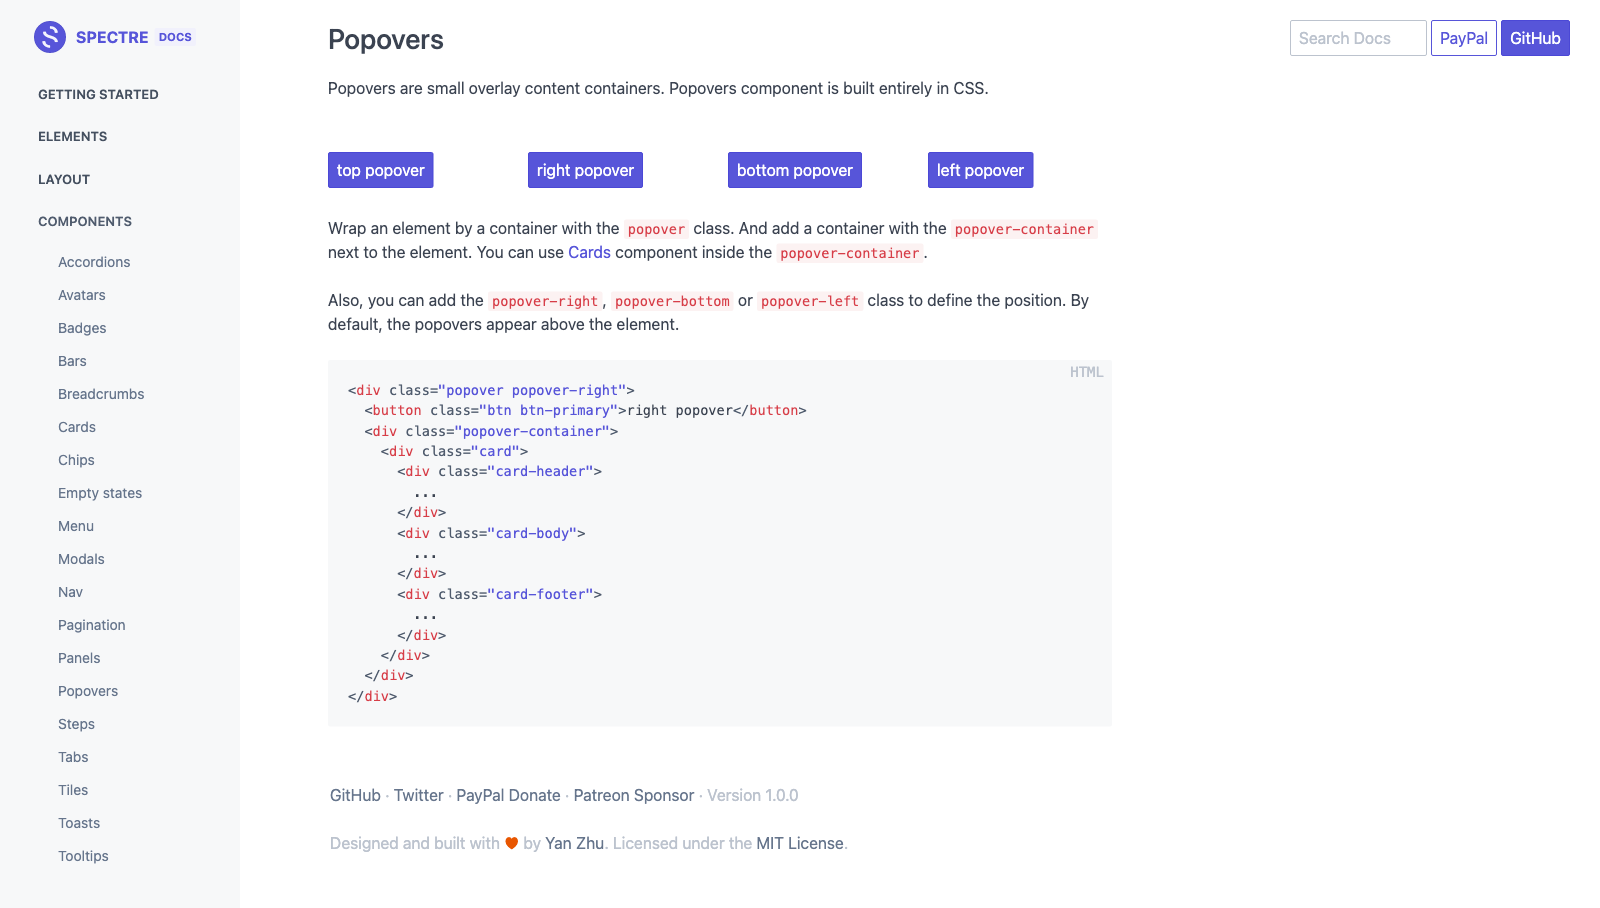 SPECTRE DOCS
GETTING STARTED
ELEMENTS
LAYOUT
COMPONENTS
Accordions
Avatars
Badges
Bars
Breadcrumbs
Cards
Chips
Empty states
Menu
Modals
Nav
Pagination
Panels
Popovers
Steps
Tabs
Tiles
Toasts
Tooltips
Search Docs PayPal GitHub
Popovers
Popovers are small overlay content containers. Popovers component is built entirely in CSS.
top popover right popover bottom popover left popover
Wrap an element by a container with the popover class. And add a container with the popover-container
next to the element. You can use Cards component inside the popover-container.
Also, you can add the popover-right, popover-bottom or popover-left class to define the position. By
default, the popovers appear above the element.
HTML
<div class="popover popover-right">
  <button class="btn btn-primary">right popover</button>
  <div class="popover-container">
    <div class="card">
      <div class="card-header">
        ...
      </div>
      <div class="card-body">
        ...
      </div>
      <div class="card-footer">
        ...
      </div>
    </div>
  </div>
</div>
GitHub · Twitter · PayPal Donate · Patreon Sponsor · Version 1.0.0
Designed and built with ♥ by Yan Zhu. Licensed under the MIT License.